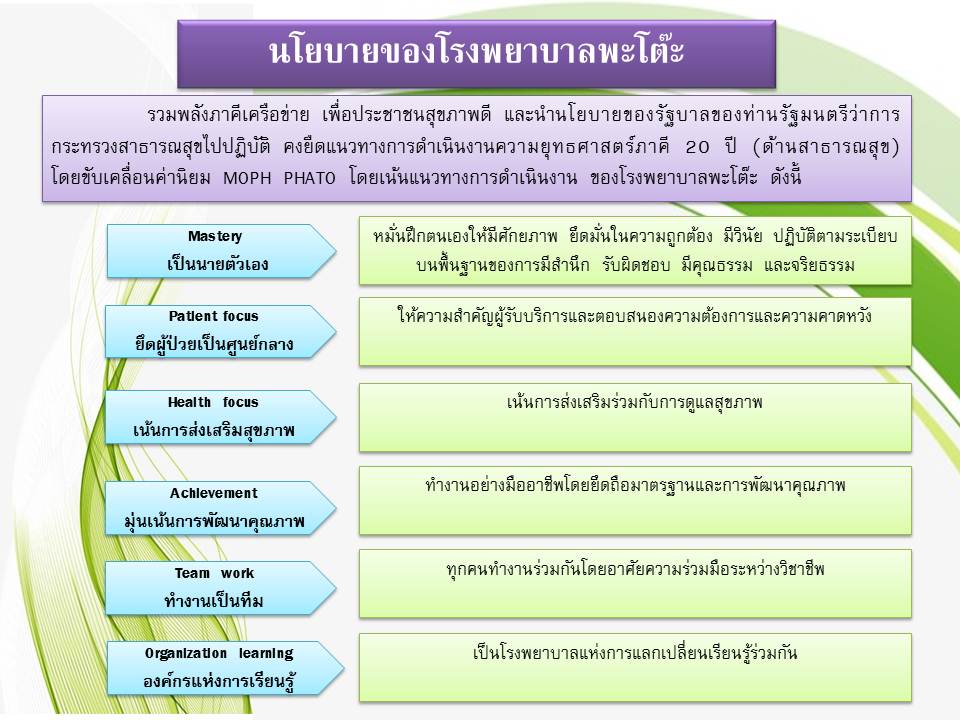 นโยบายของโรงพยาบาลพะโต๊ะ
รวมพลังภาคีเครือข่าย เพื่อประชาชนสุขภาพดี และนำนโยบายของรัฐบาลของท่านรัฐมนตรีว่าการ
กระทรวงสาธารณสุขไปปฏิบัติ คงยึดแนวทางการดำเนินงานความยุทธศาสตร์ภาคี 20 ปี (ด้านสาธารณสุข)
โดยขับเคลื่อนค่านิยม MOPH PHATO โดยเน้นแนวทางการดำเนินงาน ของโรงพยาบาลพะโต๊ะ ดังนี้
Mastery
เป็นนายตัวเอง
หมั่นฝึกตนเองให้มีศักยภาพ ยึดมั่นในความถูกต้อง มีวินัย ปฏิบัติตามระเบียบ
บนพื้นฐานของการมีสำนึก รับผิดชอบ มีคุณธรรม และจริยธรรม
Patient focus
ยึดผู้ป่วยเป็นศูนย์กลาง
ให้ความสำคัญผู้รับบริการและตอบสนองความต้องการและความคาดหวัง
Health focus
เน้นการส่งเสริมสุขภาพ
เน้นการส่งเสริมร่วมกับการดูแลสุขภาพ
Achievement
มุ่นเน้นการพัฒนาคุณภาพ
ทำงานอย่างมืออาชีพโดยยึดถือมาตรฐานและการพัฒนาคุณภาพ
Team work
ทำงานเป็นทีม
ทุกคนทำงานร่วมกันโดยอาศัยความร่วมมือระหว่างวิชาชีพ
Organization learning
องค์กรแห่งการเรียนรู้
เป็นโรงพยาบาลแห่งการแลกเปลี่ยนเรียนรู้ร่วมกัน